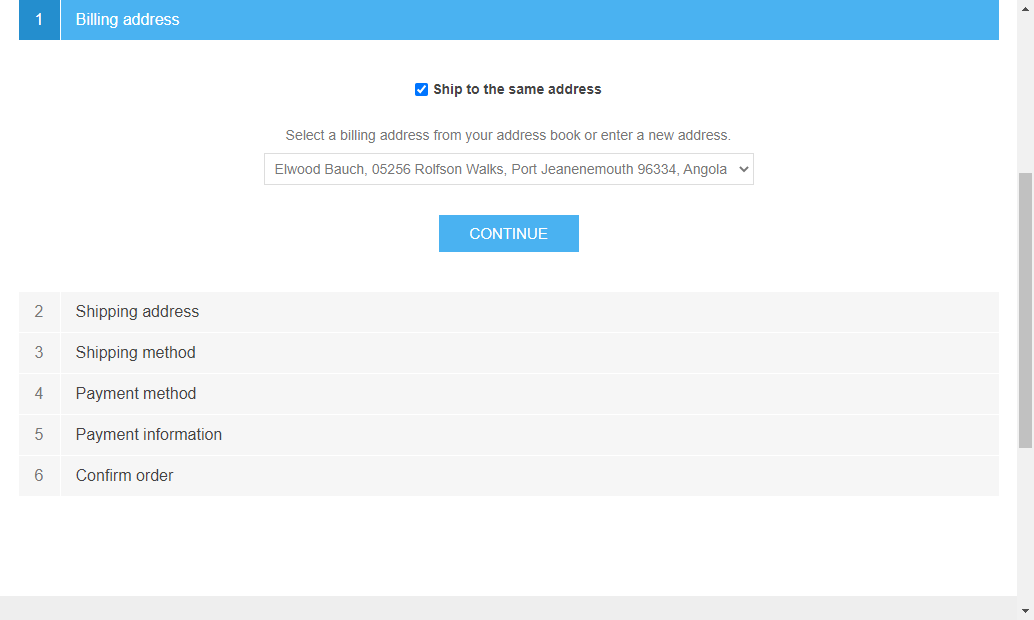 1 Billing address
Ship to the same address
Select a billing address from your address book or enter a new address.
Elwood Bauch, 05256 Rolfson Walks, Port Jeanenemouth 96334, Angola
CONTINUE
2 Shipping address
3 Shipping method
4 Payment method
5 Payment information
6 Confirm order